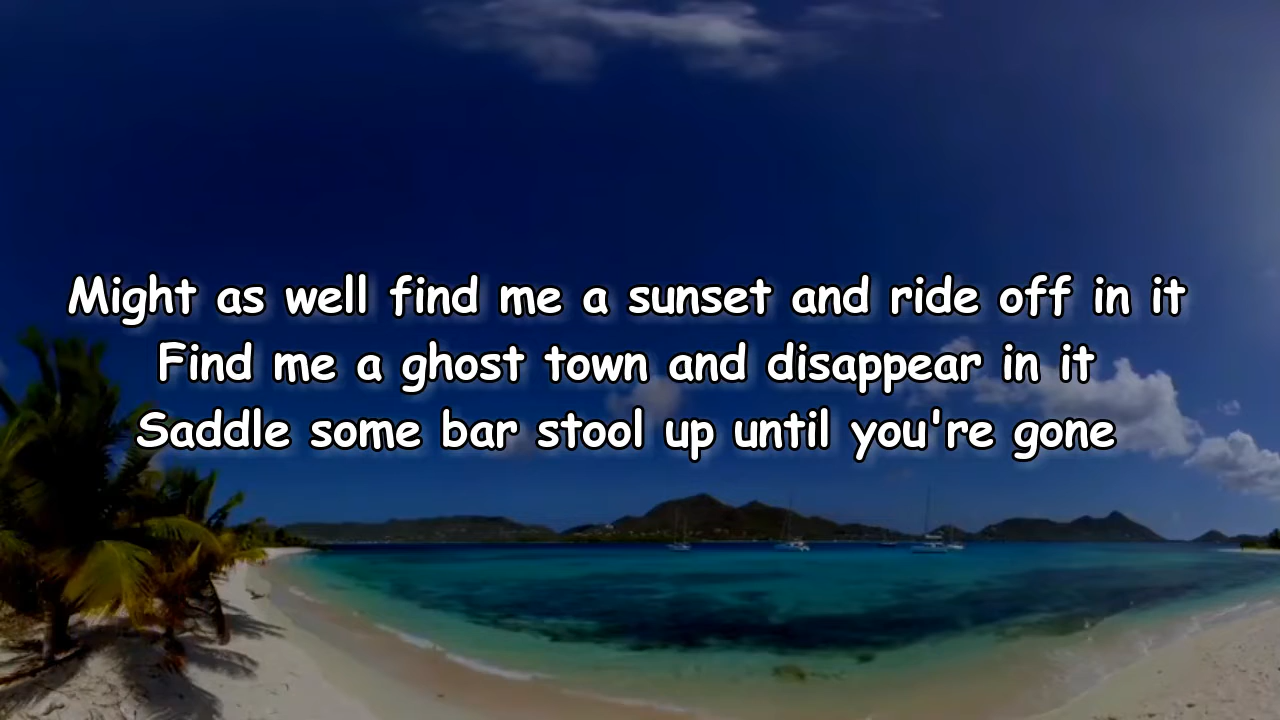 Might as well find me a sunset and ride off in it
Find me a ghost town and disappear in it
Saddle some bar stool up until you're gone